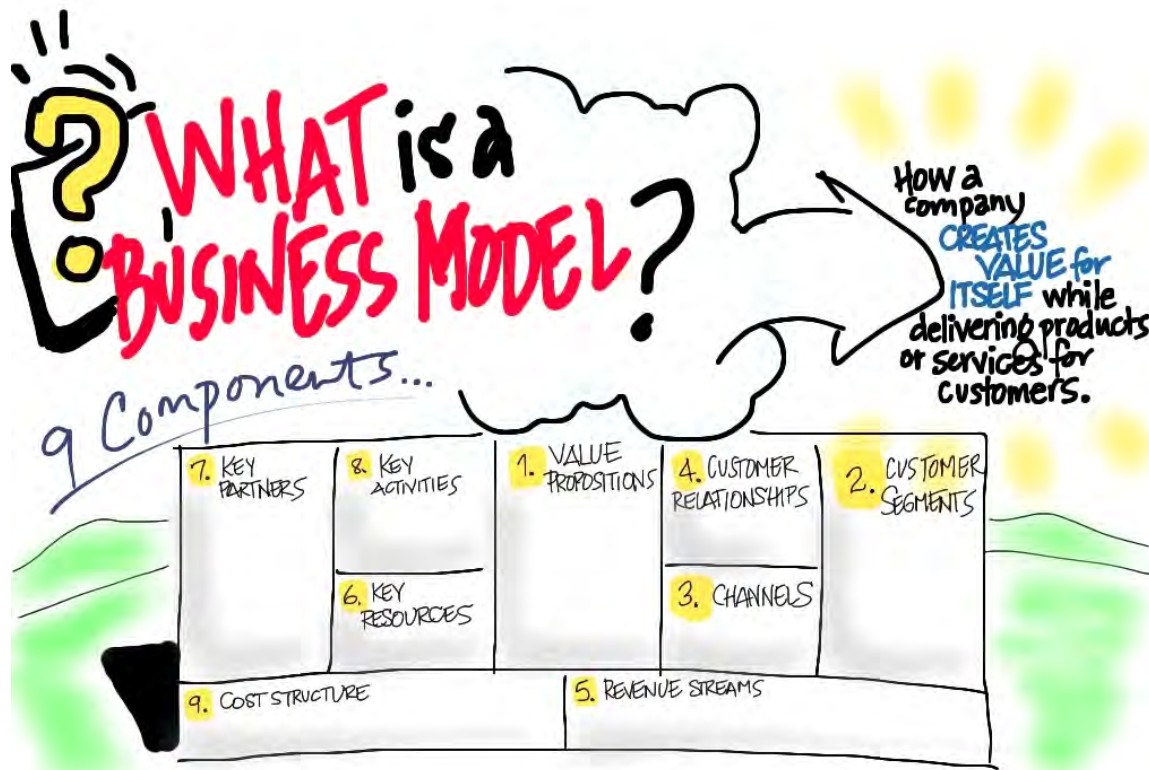 WHAT is a
BUSINESS MODEL?
How a
company
CREATES
VALUE for
ITSELF while
delivering products
or services for
customers.
9 Components...
7. KEY
PARTNERS
8. KEY
ACTIVITIES
6. KEY
RESOURCES
1. VALUE
PROPOSITIONS
4. CUSTOMER
RELATIONSHIPS
3. CHANNELS
2. CUSTOMER
SEGMENTS
9. COST STRUCTURE
5. REVENUE STREAMS